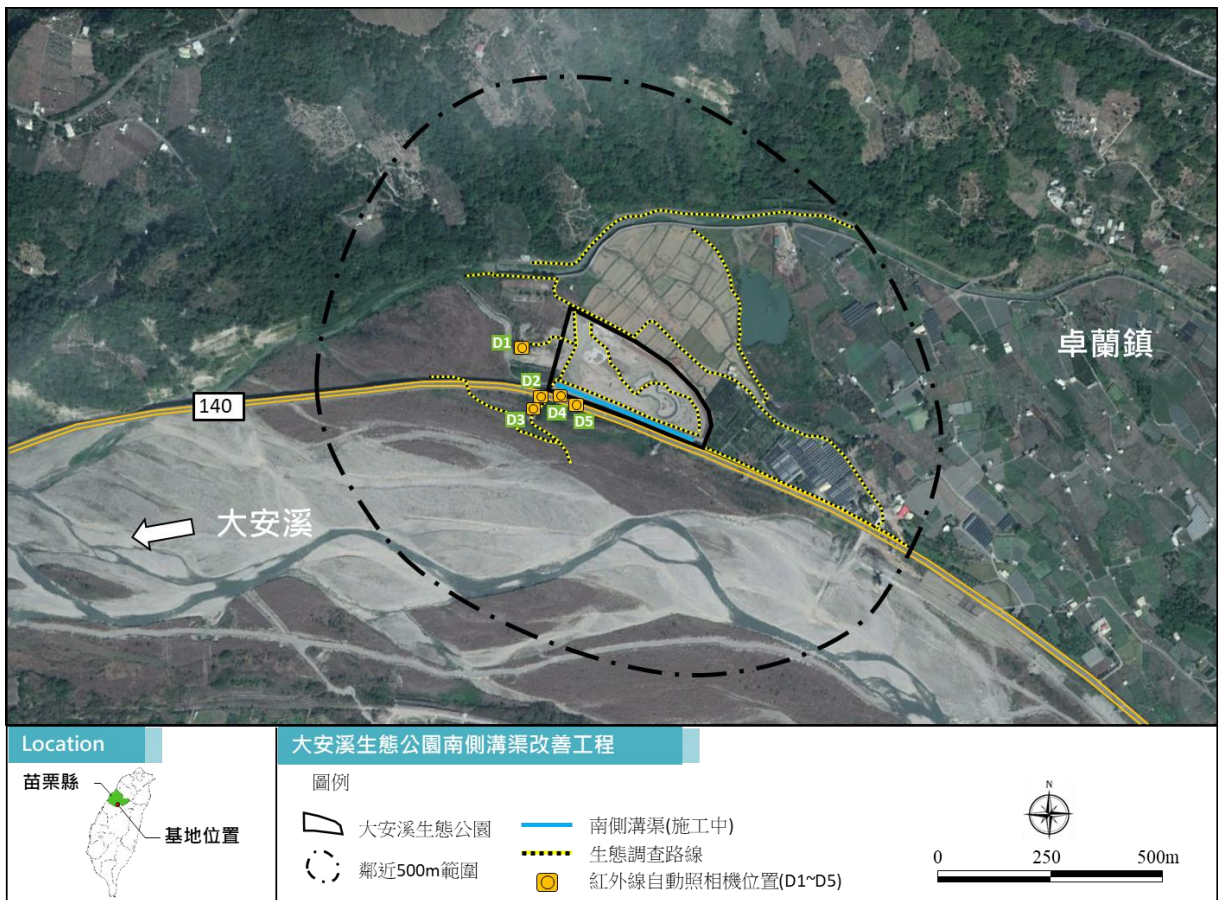 卓蘭鎮
D1
D2
D3
D4
D5
140
大安溪
Location
苗栗縣
基地位置
大安溪生態公園南側溝渠改善工程
圖例
大安溪生態公園
鄰近500m範圍
南側溝渠(施工中)
生態調查路線
紅外線自動照相機位置(D1~D5)
N
0 250 500m